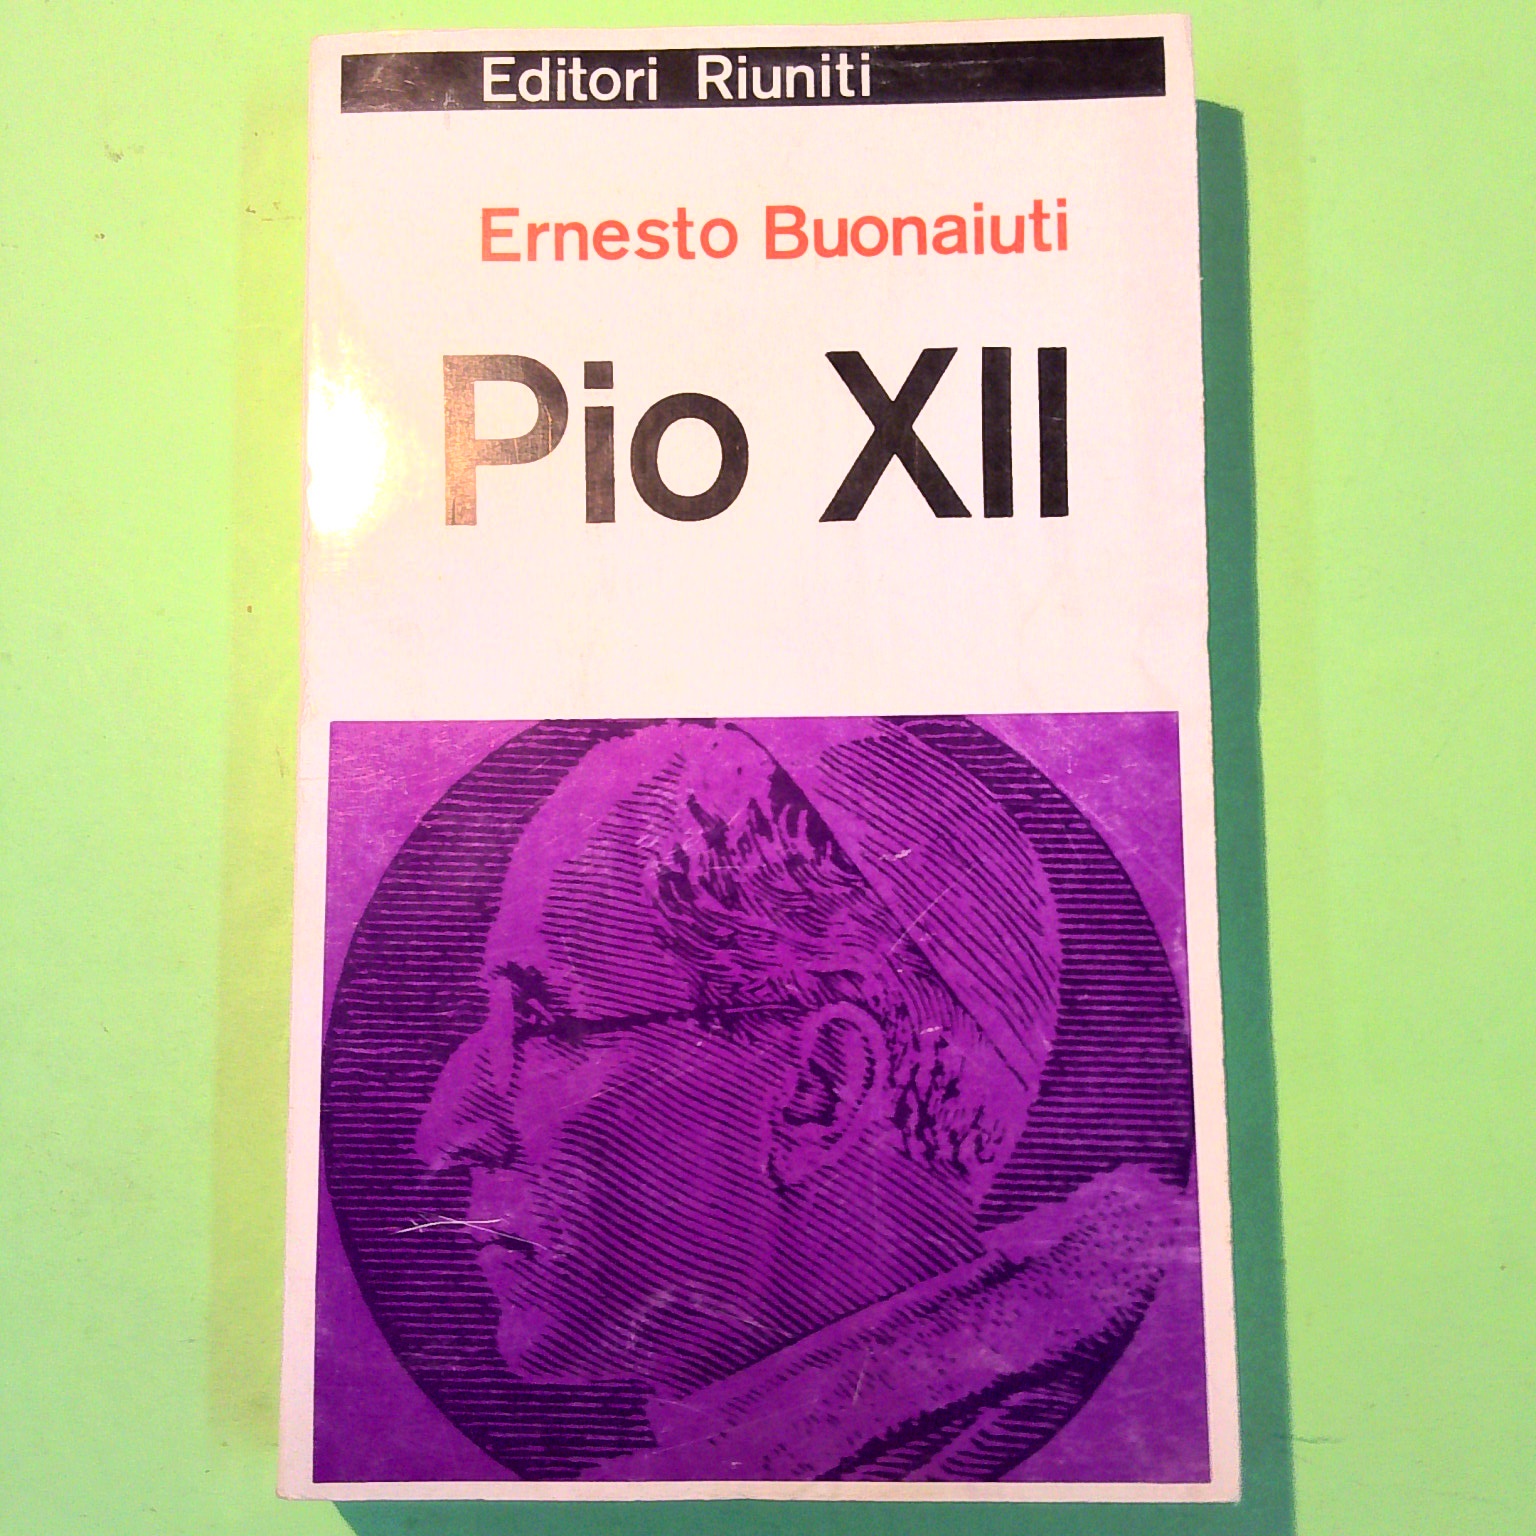 Editori Riuniti
Ernesto Buonaiuti
Pio XII